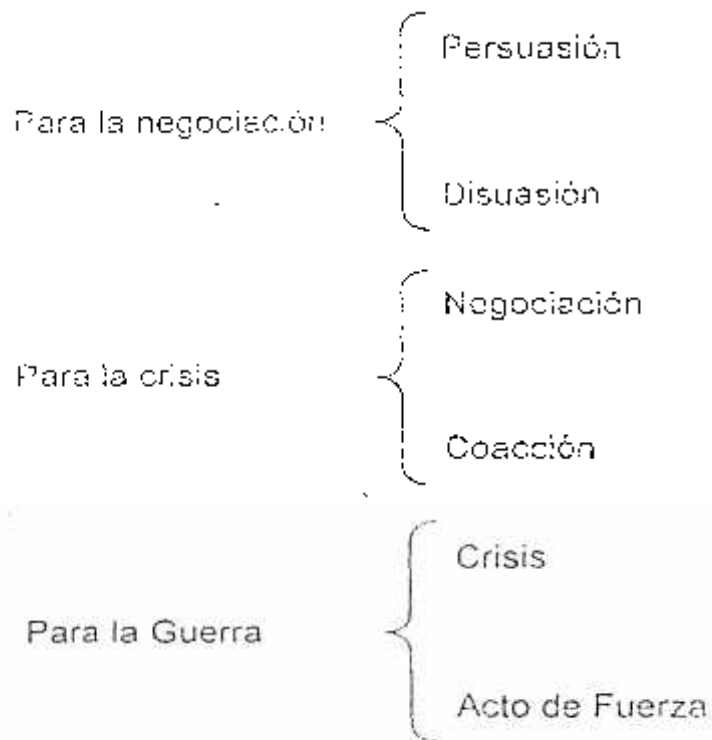 Persuasión
Para la negociación
Disuasión
Negociación
Para la crisis
Coacción
Crisis
Para la Guerra
Acto de Fuerza